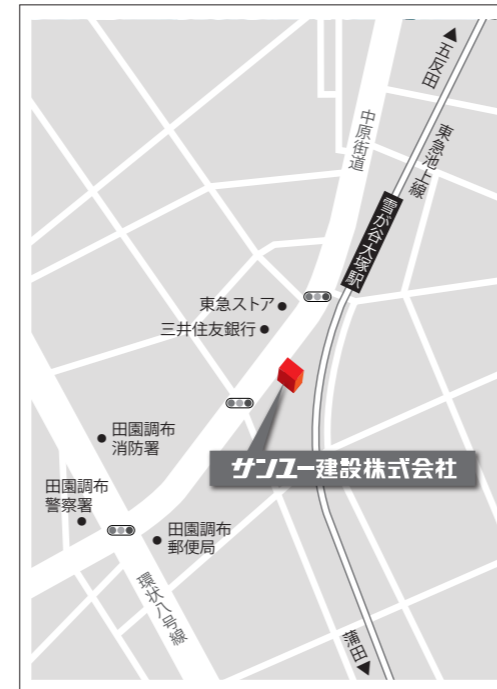 ▲五反田
東急池上線
中原街道
雪が谷大塚駅
東急ストア
三井住友銀行
サンユー建設株式会社
田園調布
消防署
田園調布
警察署
田園調布
郵便局
環状八号線
蒲田▼